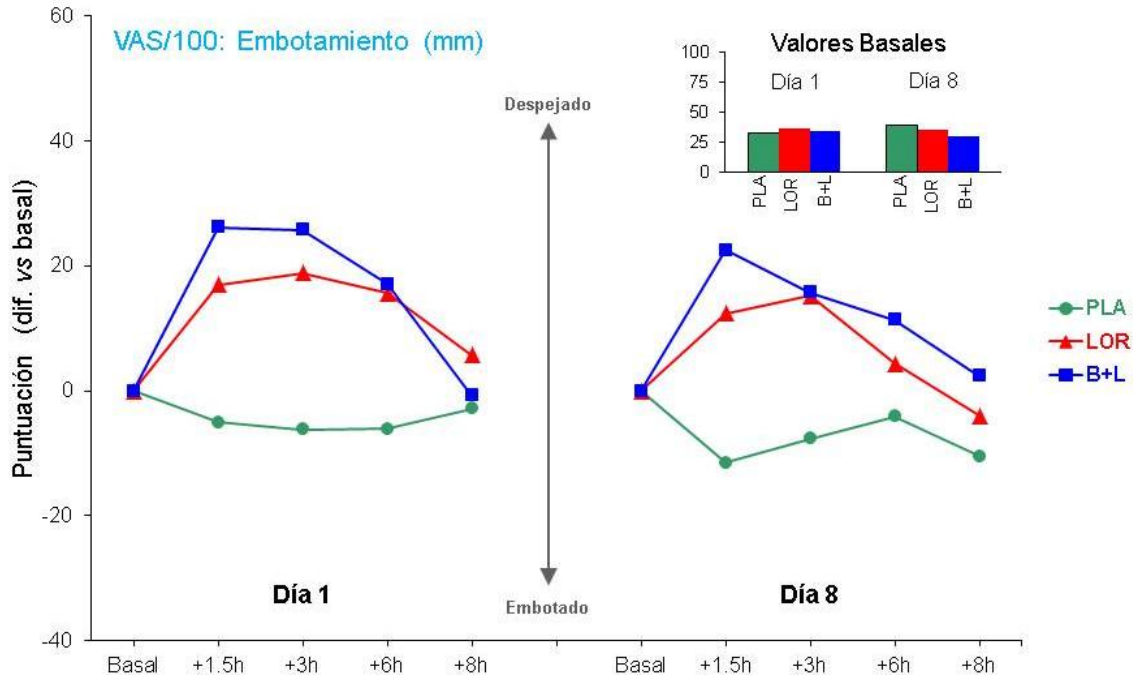 VAS/100: Embotamiento (mm)
Puntuación (dif. vs basal)
60
40
20
0
-20
-40
Despejado
Embotado
Valores Basales
Día 1
Día 8
100
75
50
25
0
PLA
LOR
B+L
PLA
LOR
B+L
PLA
LOR
B+L
Día 1
Día 8
Basal
+1.5h
+3h
+6h
+8h
Basal
+1.5h
+3h
+6h
+8h